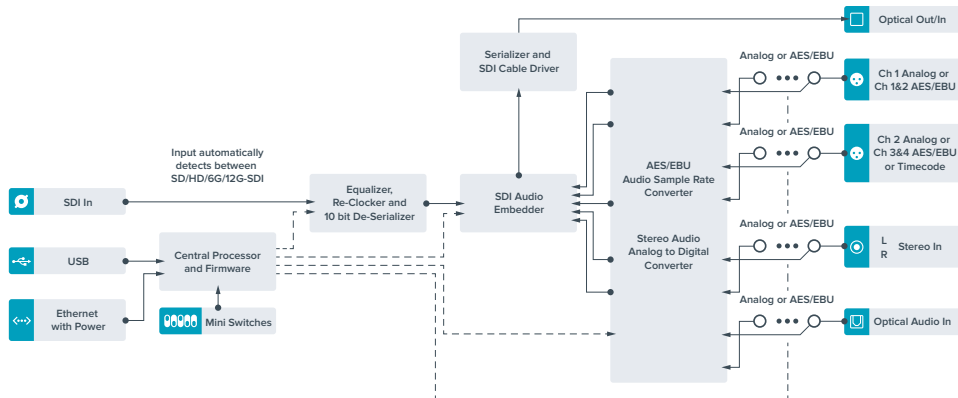 Optical Out/In
Serializer and
SDI Cable Driver
Analog or AES/EBU
Ch 1 Analog or
Ch 1&2 AES/EBU
Analog or AES/EBU
Ch 2 Analog or
Ch 3&4 AES/EBU
or Timecode
Input automatically
detects between
SD/HD/6G/12G-SDI
AES/EBU
Audio Sample Rate
Converter
SDI In
Equalizer,
Re-Clocker and
10 bit De-Serializer
SDI Audio
Embedder
Analog or AES/EBU
Stereo Audio
Analog to Digital
Converter
L
R
Stereo In
USB
Central Processor
and Firmware
Analog or AES/EBU
Ethernet
with Power
Mini Switches
Optical Audio In